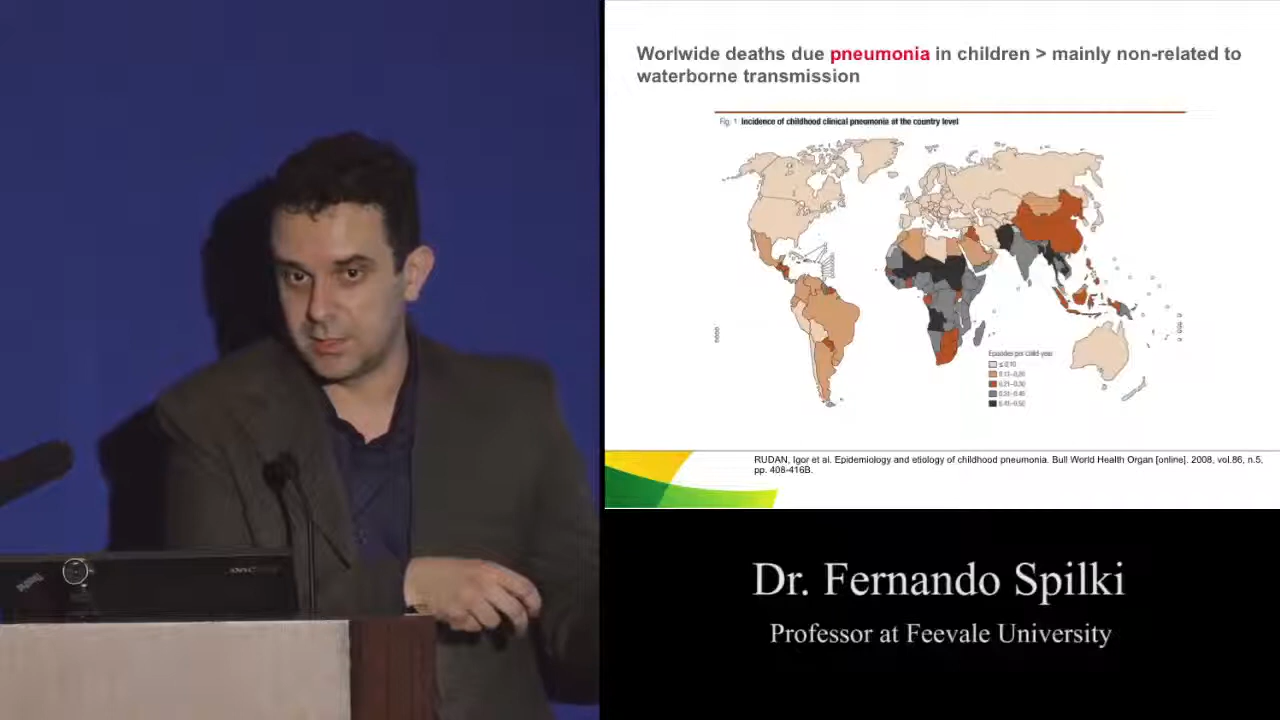 Worlwide deaths due pneumonia in children > mainly non-related to
waterborne transmission
Fig. 1. Incidence of childhood clinical pneumonia at the country level
Episodes per child-year
RUDAN, Igor et al. Epidemiology and etiology of childhood pneumonia. Bull World Health Organ [online]. 2008, vol.86, n.5,
pp. 408-416B.
Dr. Fernando Spilki
Professor at Feevale University